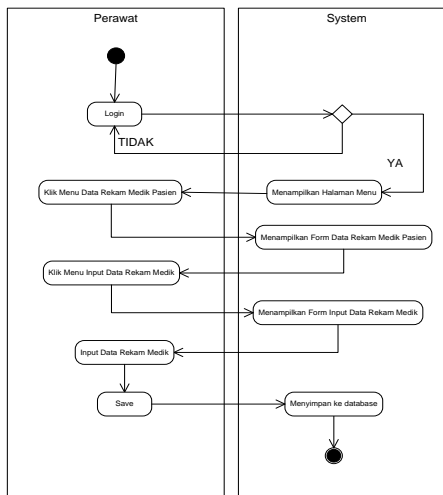 Perawat
System
Login
TIDAK
YA
Menampilkan Halaman Menu
Klik Menu Data Rekam Medik Pasien
Menampilkan Form Data Rekam Medik Pasien
Klik Menu Input Data Rekam Medik
Menampilkan Form Input Data Rekam Medik
Input Data Rekam Medik
Save
Menyimpan ke database